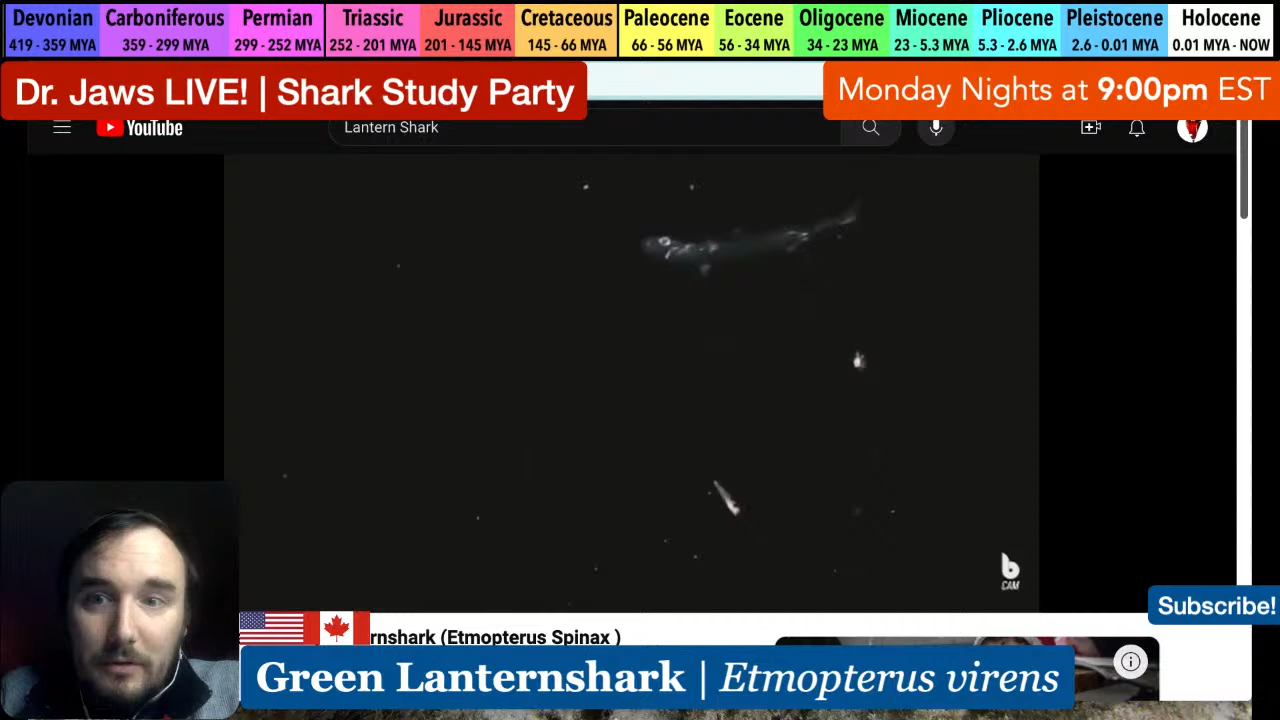 Devonian Carboniferous Permian Triassic Jurassic Cretaceous Paleocene Eocene Oligocene Miocene Pliocene Pleistocene Holocene
419 - 359 MYA 359 - 299 MYA 299 - 252 MYA 252 - 201 MYA 201 - 145 MYA 145 - 66 MYA 66 - 56 MYA 56 - 34 MYA 34 - 23 MYA 23 - 5.3 MYA 5.3 - 2.6 MYA 2.6 - 0.01 MYA 0.01 MYA - NOW
Dr. Jaws LIVE! | Shark Study Party
Monday Nights at 9:00pm EST
YouTube
Lantern Shark
b
CAM
Subscribe!
rnshark (Etmopterus Spinax )
Green Lanternshark | Etmopterus virens